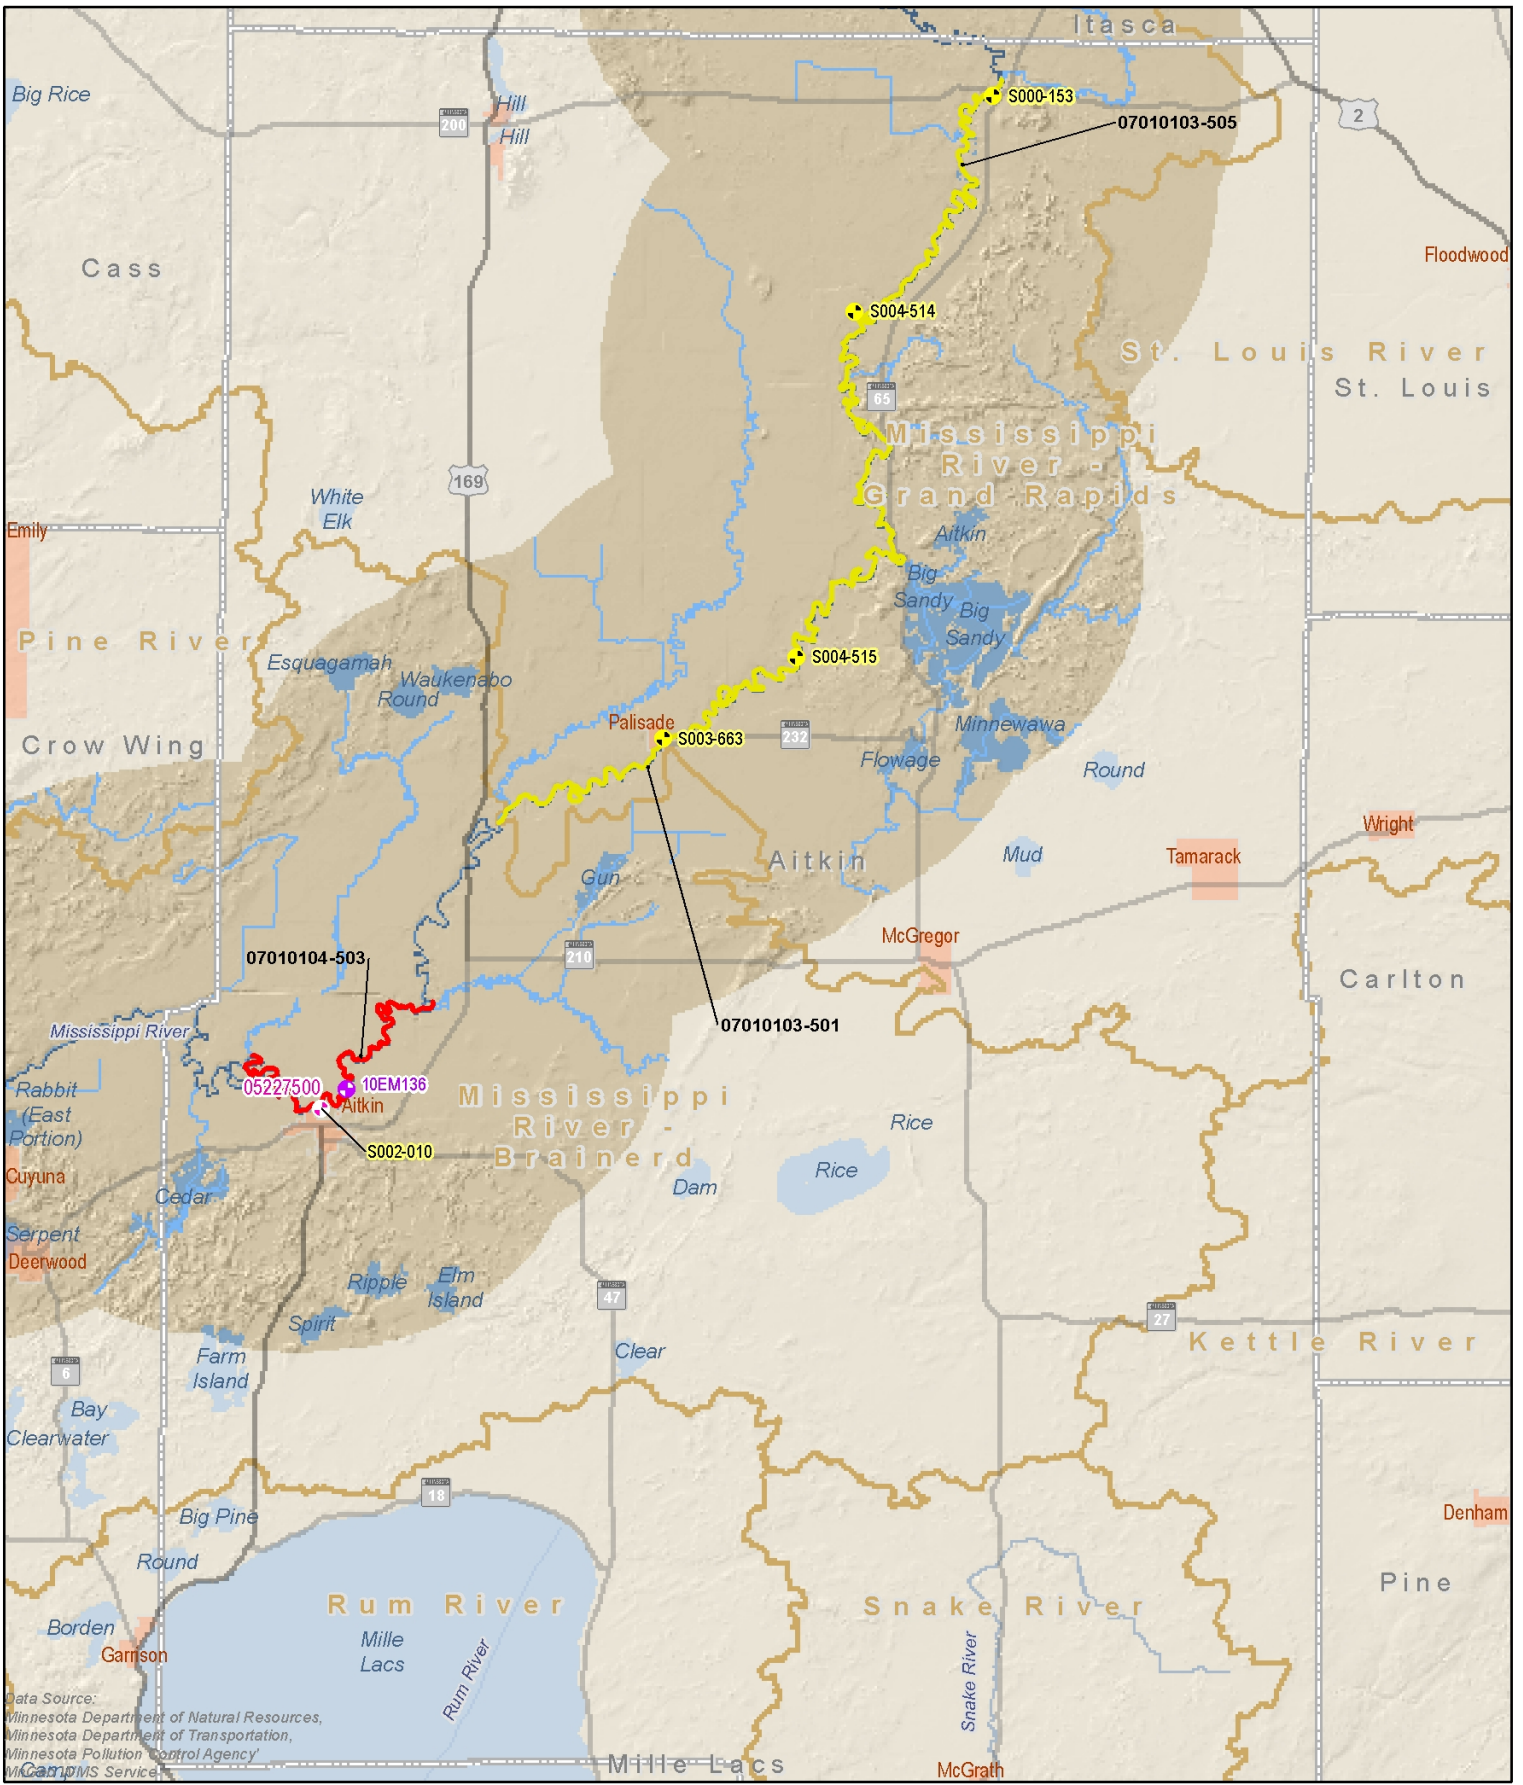 Itasca
Big Rice
Hill
Hill
200
S000-153
07010103-505
2
Cass
Floodwood
S004-514
St. Louis River
St. Louis
65
Mississippi
River -
Grand Rapids
169
White
Elk
Emily
Aitkin
Big
Sandy
Big
Sandy
Pine River
Esquagamah
Waukenabo
Round
S004-515
Palisade
S003-663
232
Minnewawa
Flowage
Crow Wing
Round
Wright
Mud
Tamarack
Aitkin
Gun
McGregor
210
07010104-503
Carlton
07010103-501
Mississippi River
Rabbit
(East
Portion)
05227500
10EM136
Aitkin
Mississippi
River -
Brainerd
S002-010
Rice
Rice
Dam
Cuyuna
Cedar
Serpent
Deerwood
Ripple
Elm
Island
Spirit
47
27
Kettle River
Farm
Island
Clear
6
Bay
Clearwater
18
Big Pine
Denham
Round
Pine
Rum River
Snake River
Borden
Mille
Lacs
Garrison
Rum River
Snake River
Data Source:
Minnesota Department of Natural Resources,
Minnesota Department of Transportation,
Minnesota Pollution Control Agency'
WMS Service
Camp
Mille Lacs
McGrath